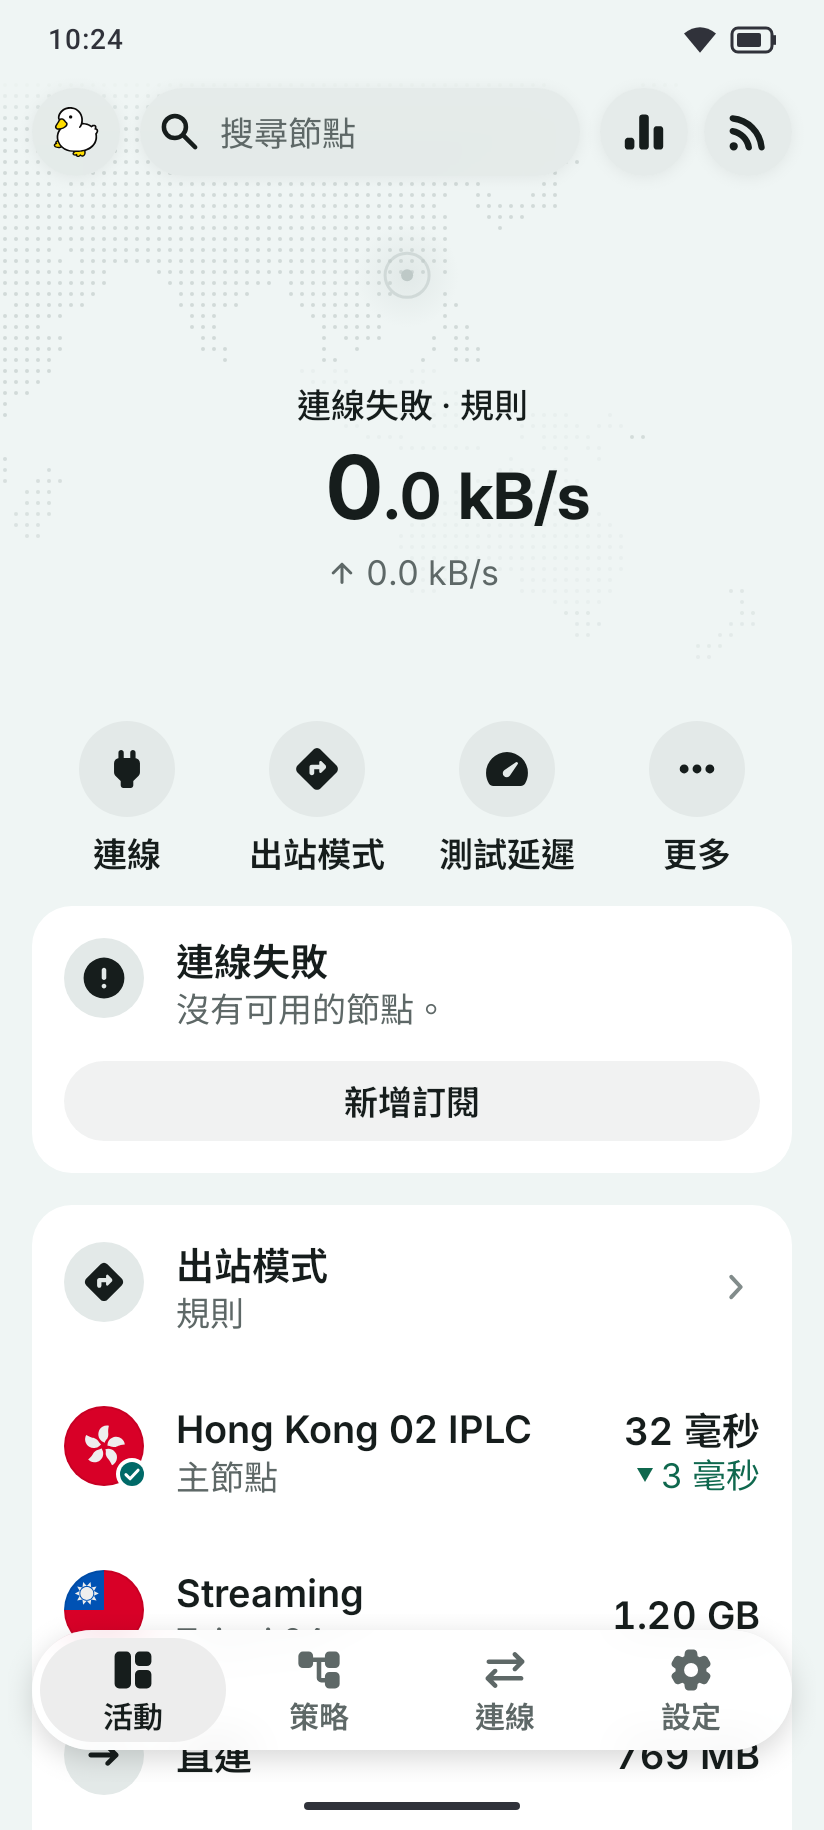 10:24
搜尋節點
連線失敗 · 規則
0.0 kB/s
↑ 0.0 kB/s
連線
出站模式
測試延遲
更多
連線失敗
沒有可用的節點。
新增訂閱
出站模式
規則
Hong Kong 02 IPLC
32 毫秒
主節點
▼3 毫秒
Streaming
1.20 GB
活動
策略
連線
設定
直連
769 MB